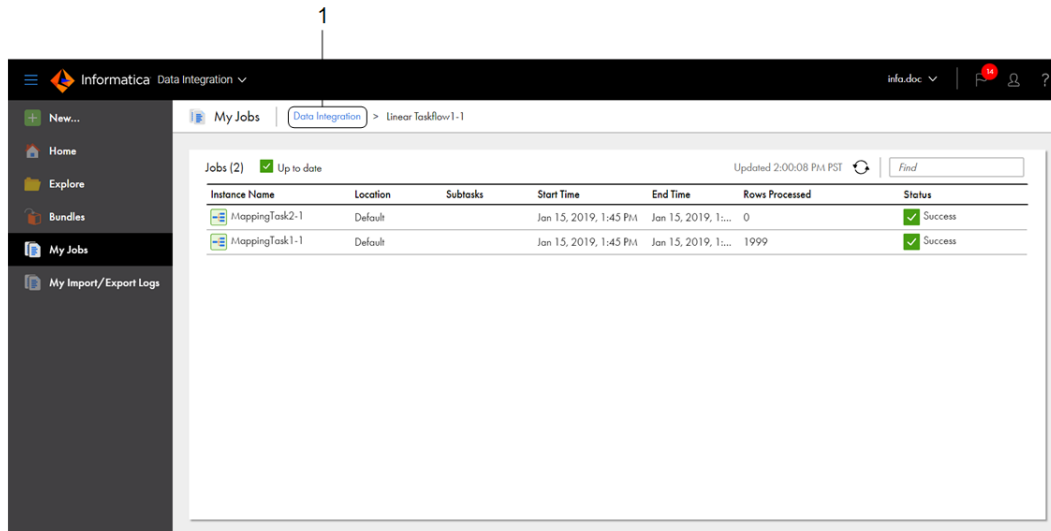 1
Informatica Data Integration
infa.doc
14
?
New...
Home
Explore
Bundles
My Jobs
My Import/Export Logs
My Jobs
Data Integration > Linear Taskflow1-1
Jobs (2) Up to date
Updated 2:00:08 PM PST
Find
Instance Name Location Subtasks Start Time End Time Rows Processed Status
MappingTask2-1 Default Jan 15, 2019, 1:45 PM Jan 15, 2019, 1:... 0 Success
MappingTask1-1 Default Jan 15, 2019, 1:45 PM Jan 15, 2019, 1:... 1999 Success